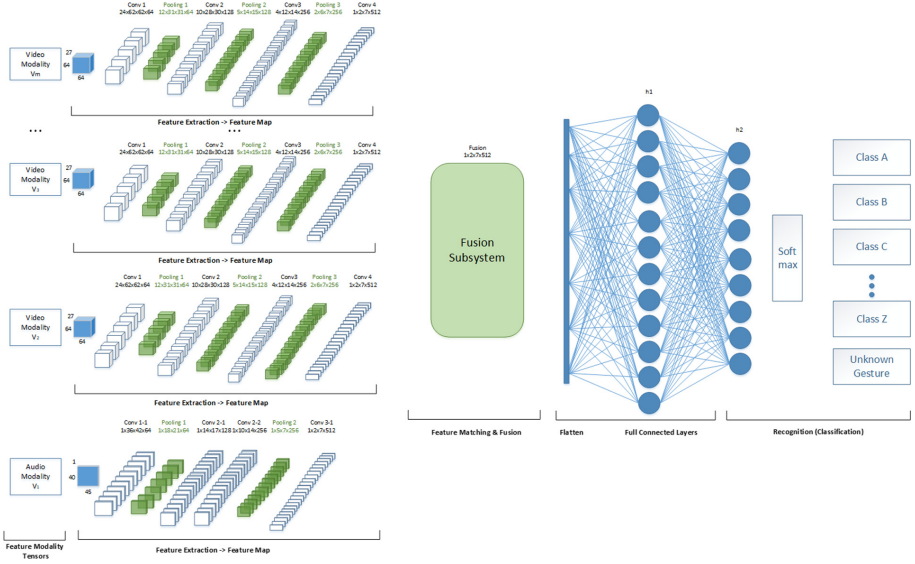 Conv 1 Pooling 1 Conv 2 Pooling 2 Conv3 Pooling 3 Conv 4
24x62x62x64 12x31x31x64 10x28x30x128 5x14x15x128 4x12x14x256 2x6x7x256 1x2x7x512
Video
Modality
Vm
27
64
64
Feature Extraction -> Feature Map
...
...
Conv 1 Pooling 1 Conv 2 Pooling 2 Conv3 Pooling 3 Conv 4
24x62x62x64 12x31x31x64 10x28x30x128 5x14x15x128 4x12x14x256 2x6x7x256 1x2x7x512
Video
Modality
V3
27
64
64
Feature Extraction -> Feature Map
Conv 1 Pooling 1 Conv 2 Pooling 2 Conv3 Pooling 3 Conv 4
24x62x62x64 12x31x31x64 10x28x30x128 5x14x15x128 4x12x14x256 2x6x7x256 1x2x7x512
Video
Modality
V2
27
64
64
Feature Extraction -> Feature Map
Conv 1-1 Pooling 1 Conv 2-1 Conv 2-2 Pooling 2 Conv 3-1
1x36x42x64 1x18x21x64 1x14x17x128 1x10x14x256 1x5x7x256 1x2x7x512
Audio
Modality
V1
1
40
45
Feature Extraction -> Feature Map
Feature Modality
Tensors
Fusion
1x2x7x512
Fusion
Subsystem
Feature Matching & Fusion
h1
h2
Flatten
Full Connected Layers
Soft
max
Class A
Class B
Class C
Class Z
Unknown
Gesture
Recognition (Classification)